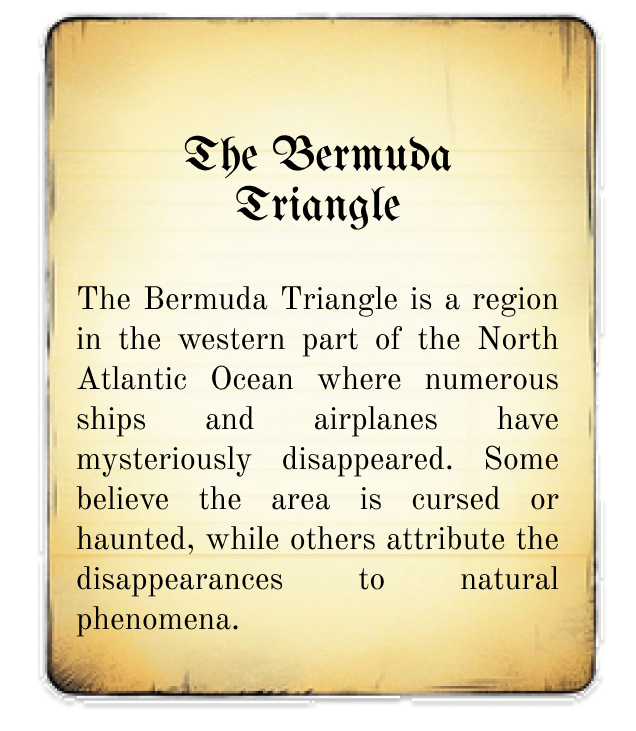 The Bermuda
Triangle
The Bermuda Triangle is a region
in the western part of the North
Atlantic Ocean where numerous
ships and airplanes have
mysteriously disappeared. Some
believe the area is cursed or
haunted, while others attribute the
disappearances to natural
phenomena.